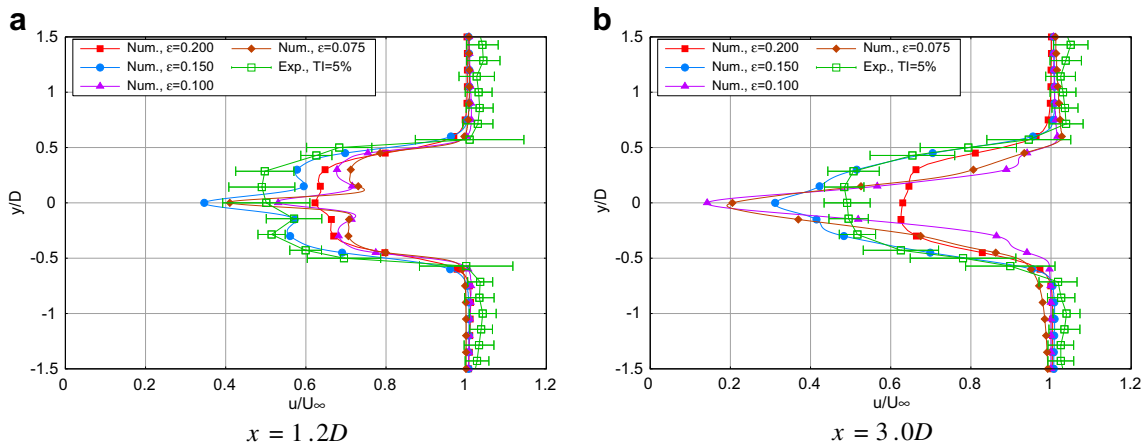 a
1.5
1
0.5
0
-0.5
-1
-1.5
y/D
Num., ε=0.200
Num., ε=0.150
Num., ε=0.100
Num., ε=0.075
Exp., TI=5%
0 0.2 0.4 0.6 0.8 1 1.2
u/U∞
x = 1.2D
b
1.5
1
0.5
0
-0.5
-1
-1.5
y/D
Num., ε=0.200
Num., ε=0.150
Num., ε=0.100
Num., ε=0.075
Exp., TI=5%
0 0.2 0.4 0.6 0.8 1 1.2
u/U∞
x = 3.0D